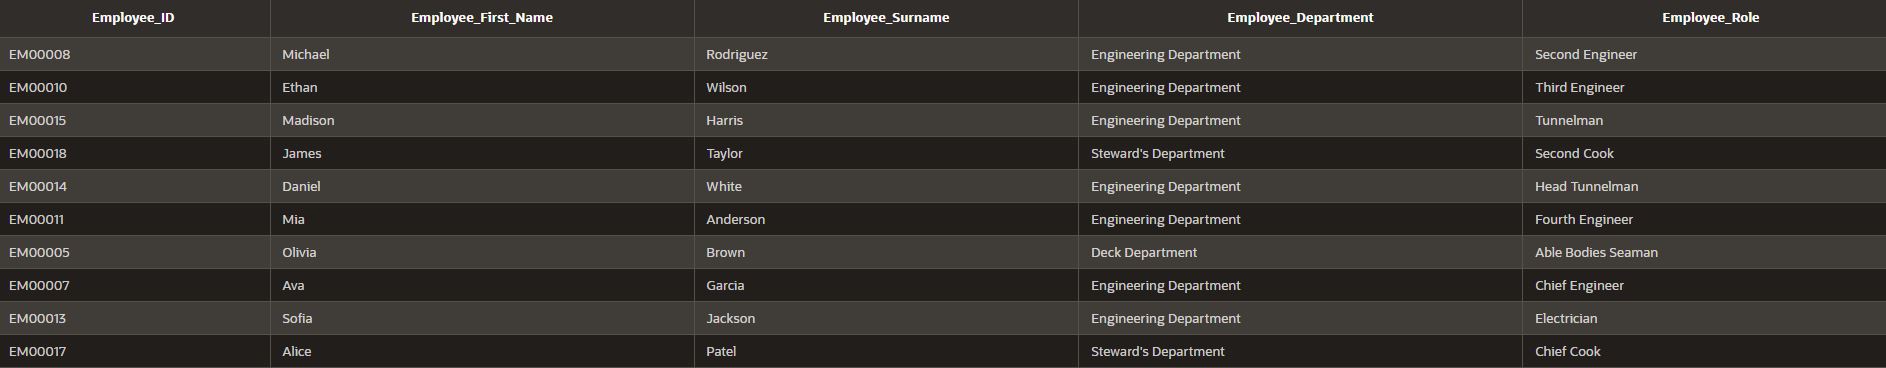 Employee_ID Employee_First_Name Employee_Surname Employee_Department Employee_Role
EM00008 Michael Rodriguez Engineering Department Second Engineer
EM00010 Ethan Wilson Engineering Department Third Engineer
EM00015 Madison Harris Engineering Department Tunnelman
EM00018 James Taylor Steward's Department Second Cook
EM00014 Daniel White Engineering Department Head Tunnelman
EM00011 Mia Anderson Engineering Department Fourth Engineer
EM00005 Olivia Brown Deck Department Able Bodies Seaman
EM00007 Ava Garcia Engineering Department Chief Engineer
EM00013 Sofia Jackson Engineering Department Electrician
EM00017 Alice Patel Steward's Department Chief Cook